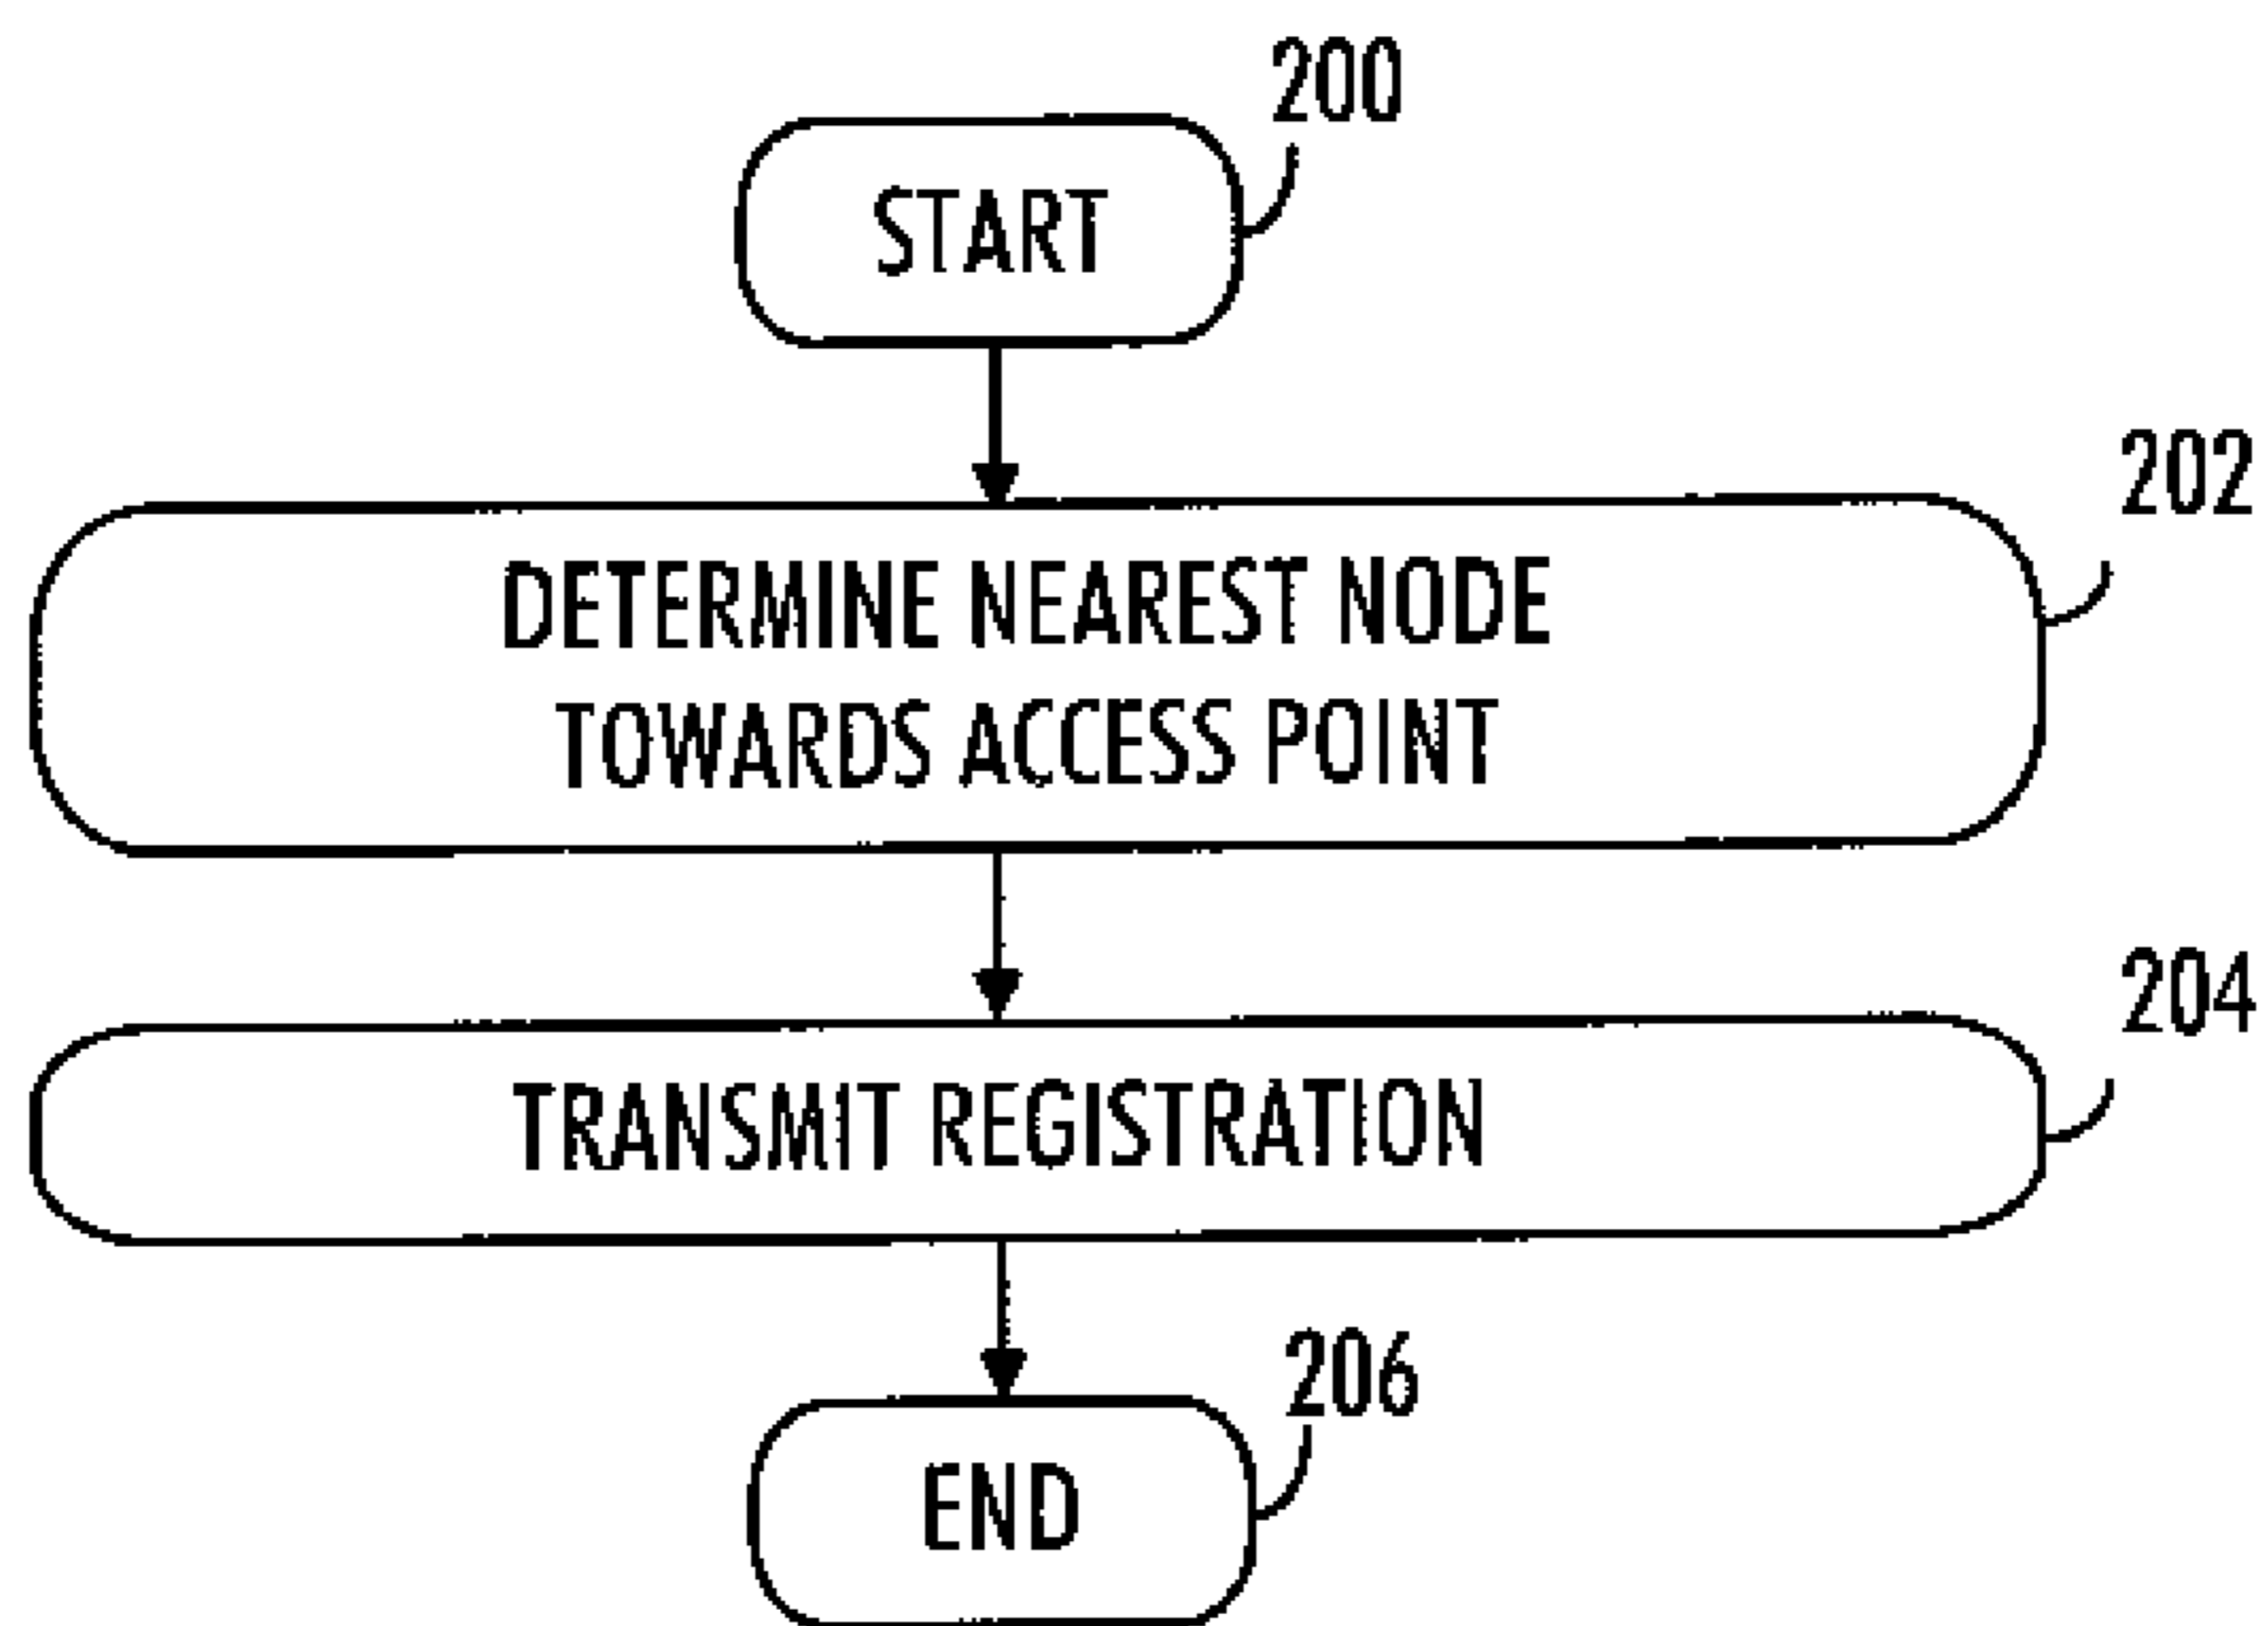 200
START
202
DETERMINE NEAREST NODE
TOWARDS ACCESS POINT
204
TRANSMIT REGISTRATION
206
END